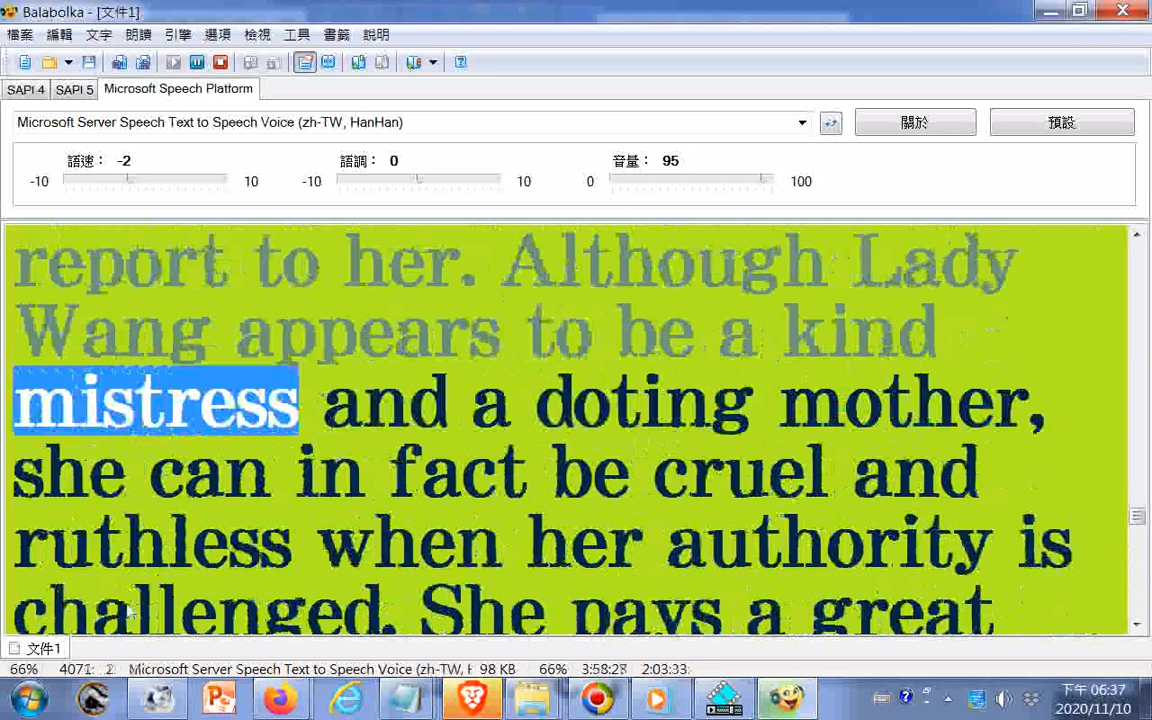 Balabolka - [文件1]
檔案 編輯 文字 朗讀 引擎 選項 檢視 工具 書籤 說明
SAPI 4 SAPI 5 Microsoft Speech Platform
Microsoft Server Speech Text to Speech Voice (zh-TW, HanHan) 關於 預設
語速： -2 語調： 0 音量： 95
-10 10 -10 10 0 100
report to her. Although Lady
Wang appears to be a kind
mistress and a doting mother,
she can in fact be cruel and
ruthless when her authority is
challenged. She pays a great
文件1
66% Microsoft Server Speech Text to Speech Voice (zh-TW, 98 KB 66% 3:58:28 2:03:33
下午 06:37
2020/11/10